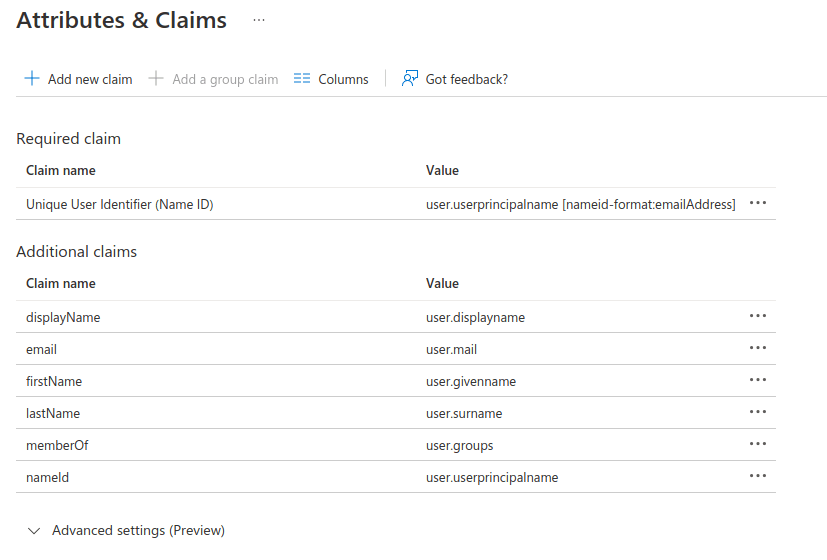 Attributes & Claims ...
Add new claim Add a group claim Columns Got feedback?
Required claim
Claim name Value
Unique User Identifier (Name ID) user.userprincipalname [nameid-format:emailAddress] ...
Additional claims
Claim name Value
displayName user.displayname ...
email user.mail ...
firstName user.givenname ...
lastName user.surname ...
memberOf user.groups ...
nameId user.userprincipalname ...
Advanced settings (Preview)